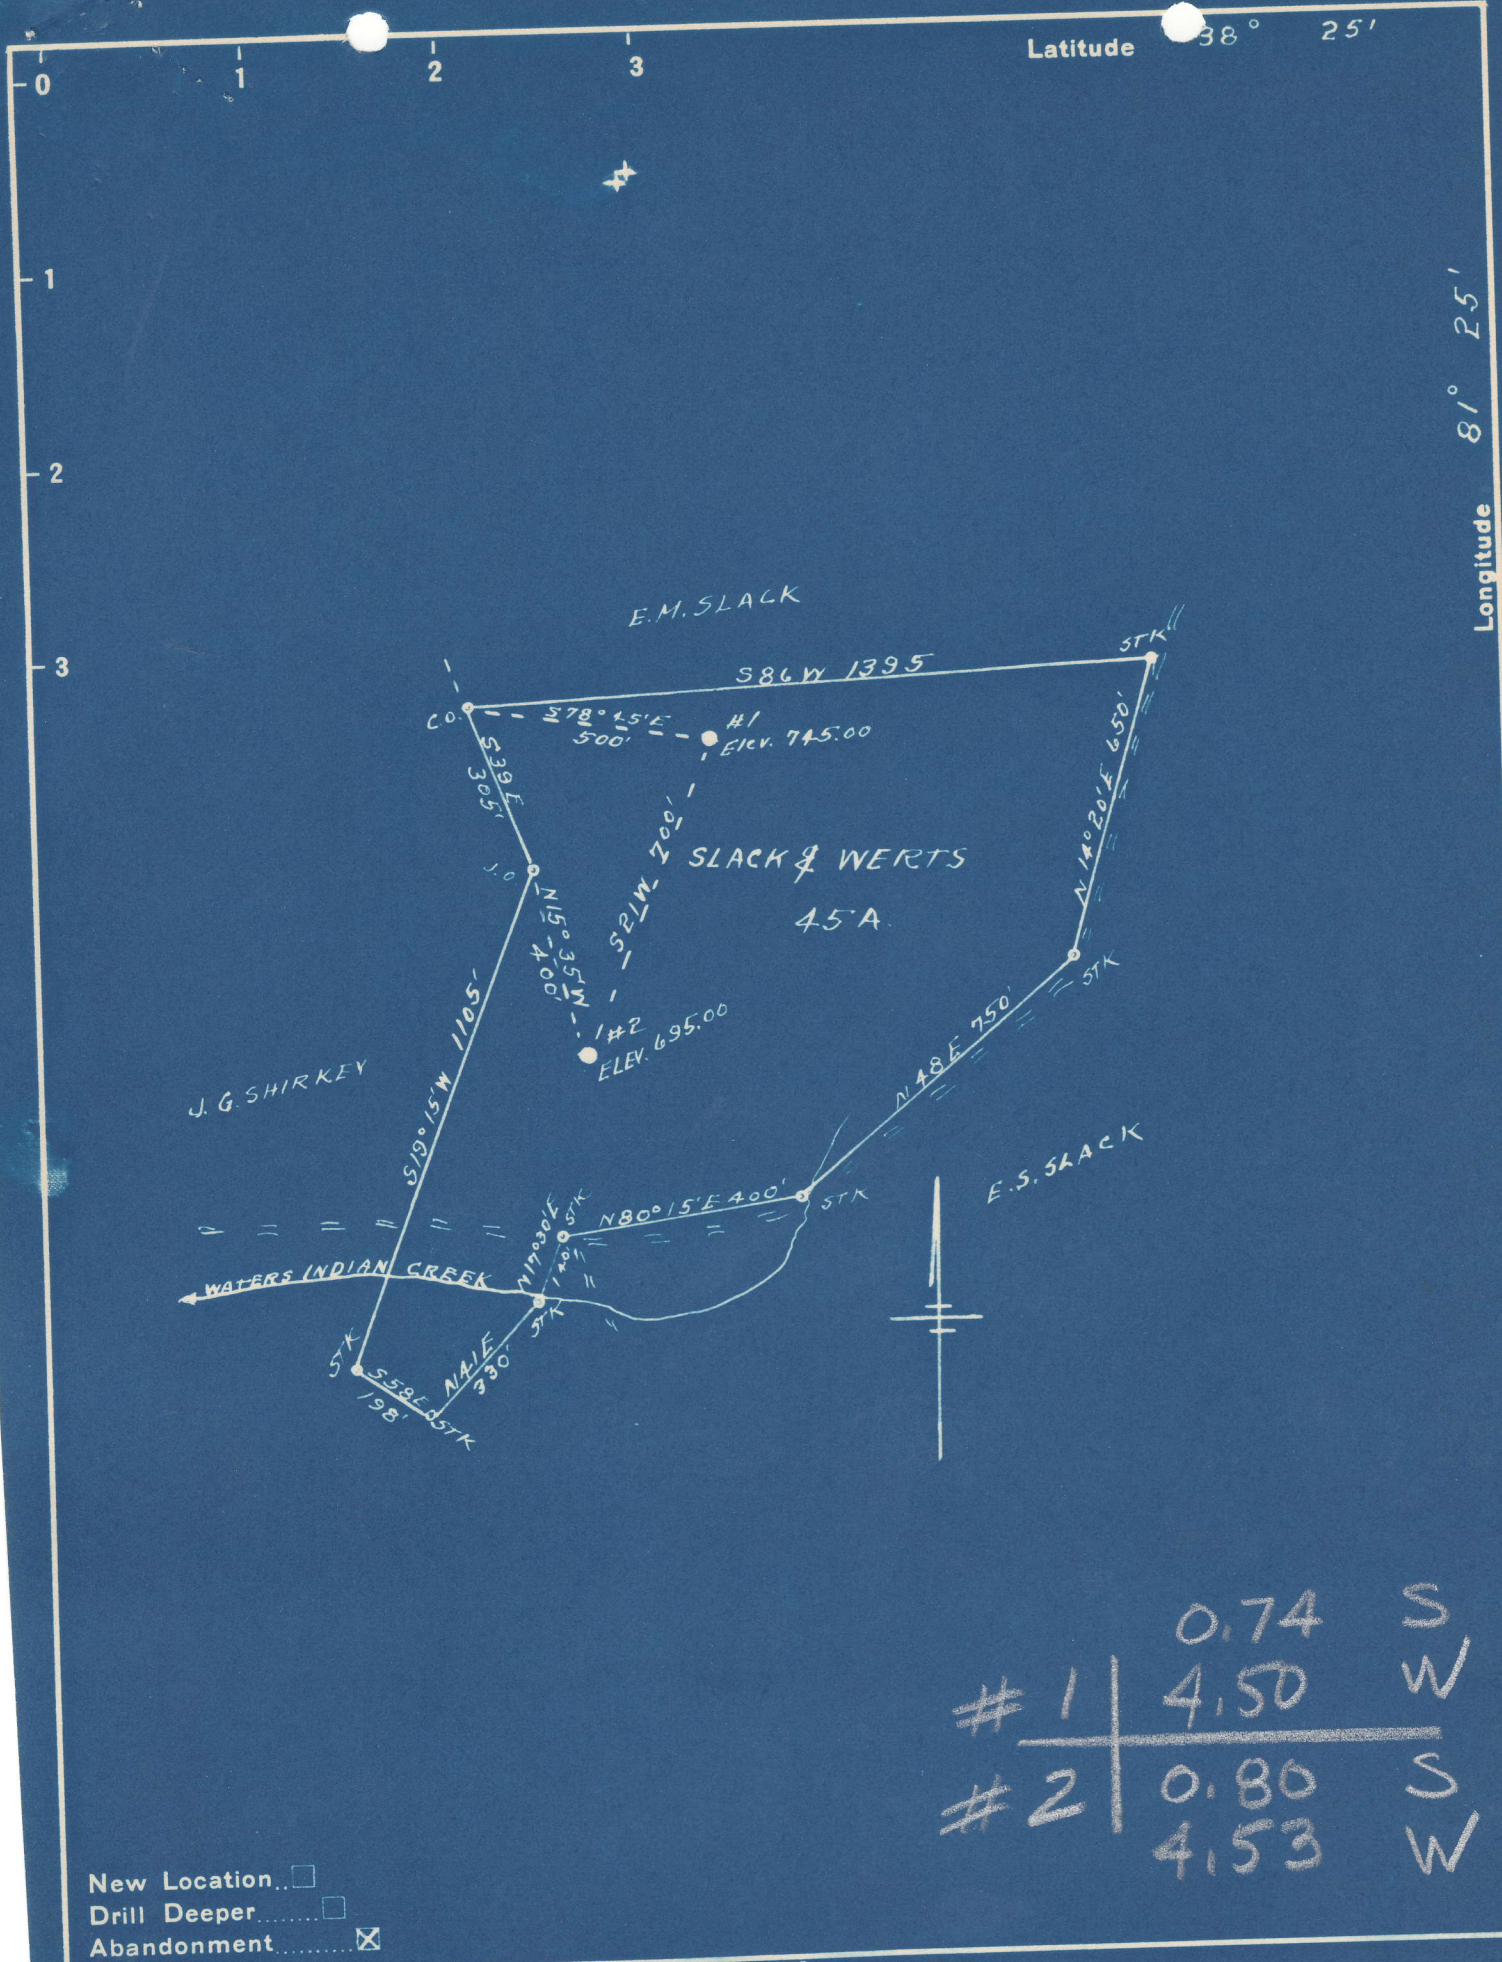 Latitude 38° 25'
0
1
2
3
1
2
3
Longitude 81° 25'
E.M. SLACK
STK
S86W 1395
C.O.
S78°45'E
500'
#1
Elev. 745.00
S39E
305'
N14°20'E 650'
S21W 700'
SLACK & WERTS
45A.
J.O
N15°35'W
400'
STK
#2
ELEV. 695.00
S19°15'W 1105'
N48E 750'
J.G. SHIRKEY
E.S. SLACK
STK
N80°15'E 400'
STK
N17°30'E
140'
WATERS INDIAN CREEK
STK
STK
N41E
330'
S58E
198'
STK
0.74 S
#1 4.50 W
#2 0.80 S
4.53 W
New Location..
Drill Deeper........
Abandonment..........☒